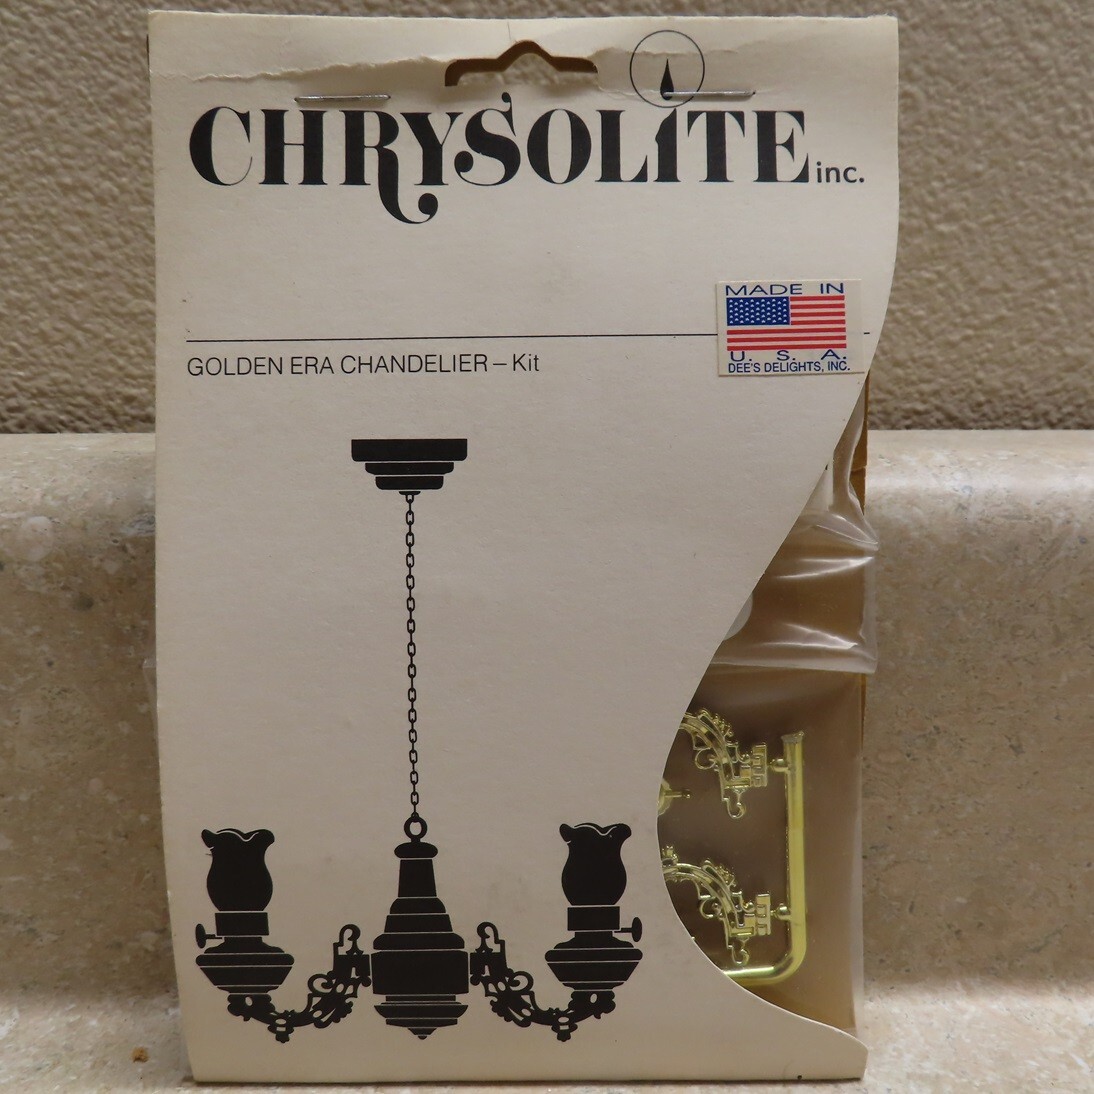 CHRYSOLITE inc.
MADE IN
U. S. A.
DEE'S DELIGHTS, INC.
GOLDEN ERA CHANDELIER – Kit